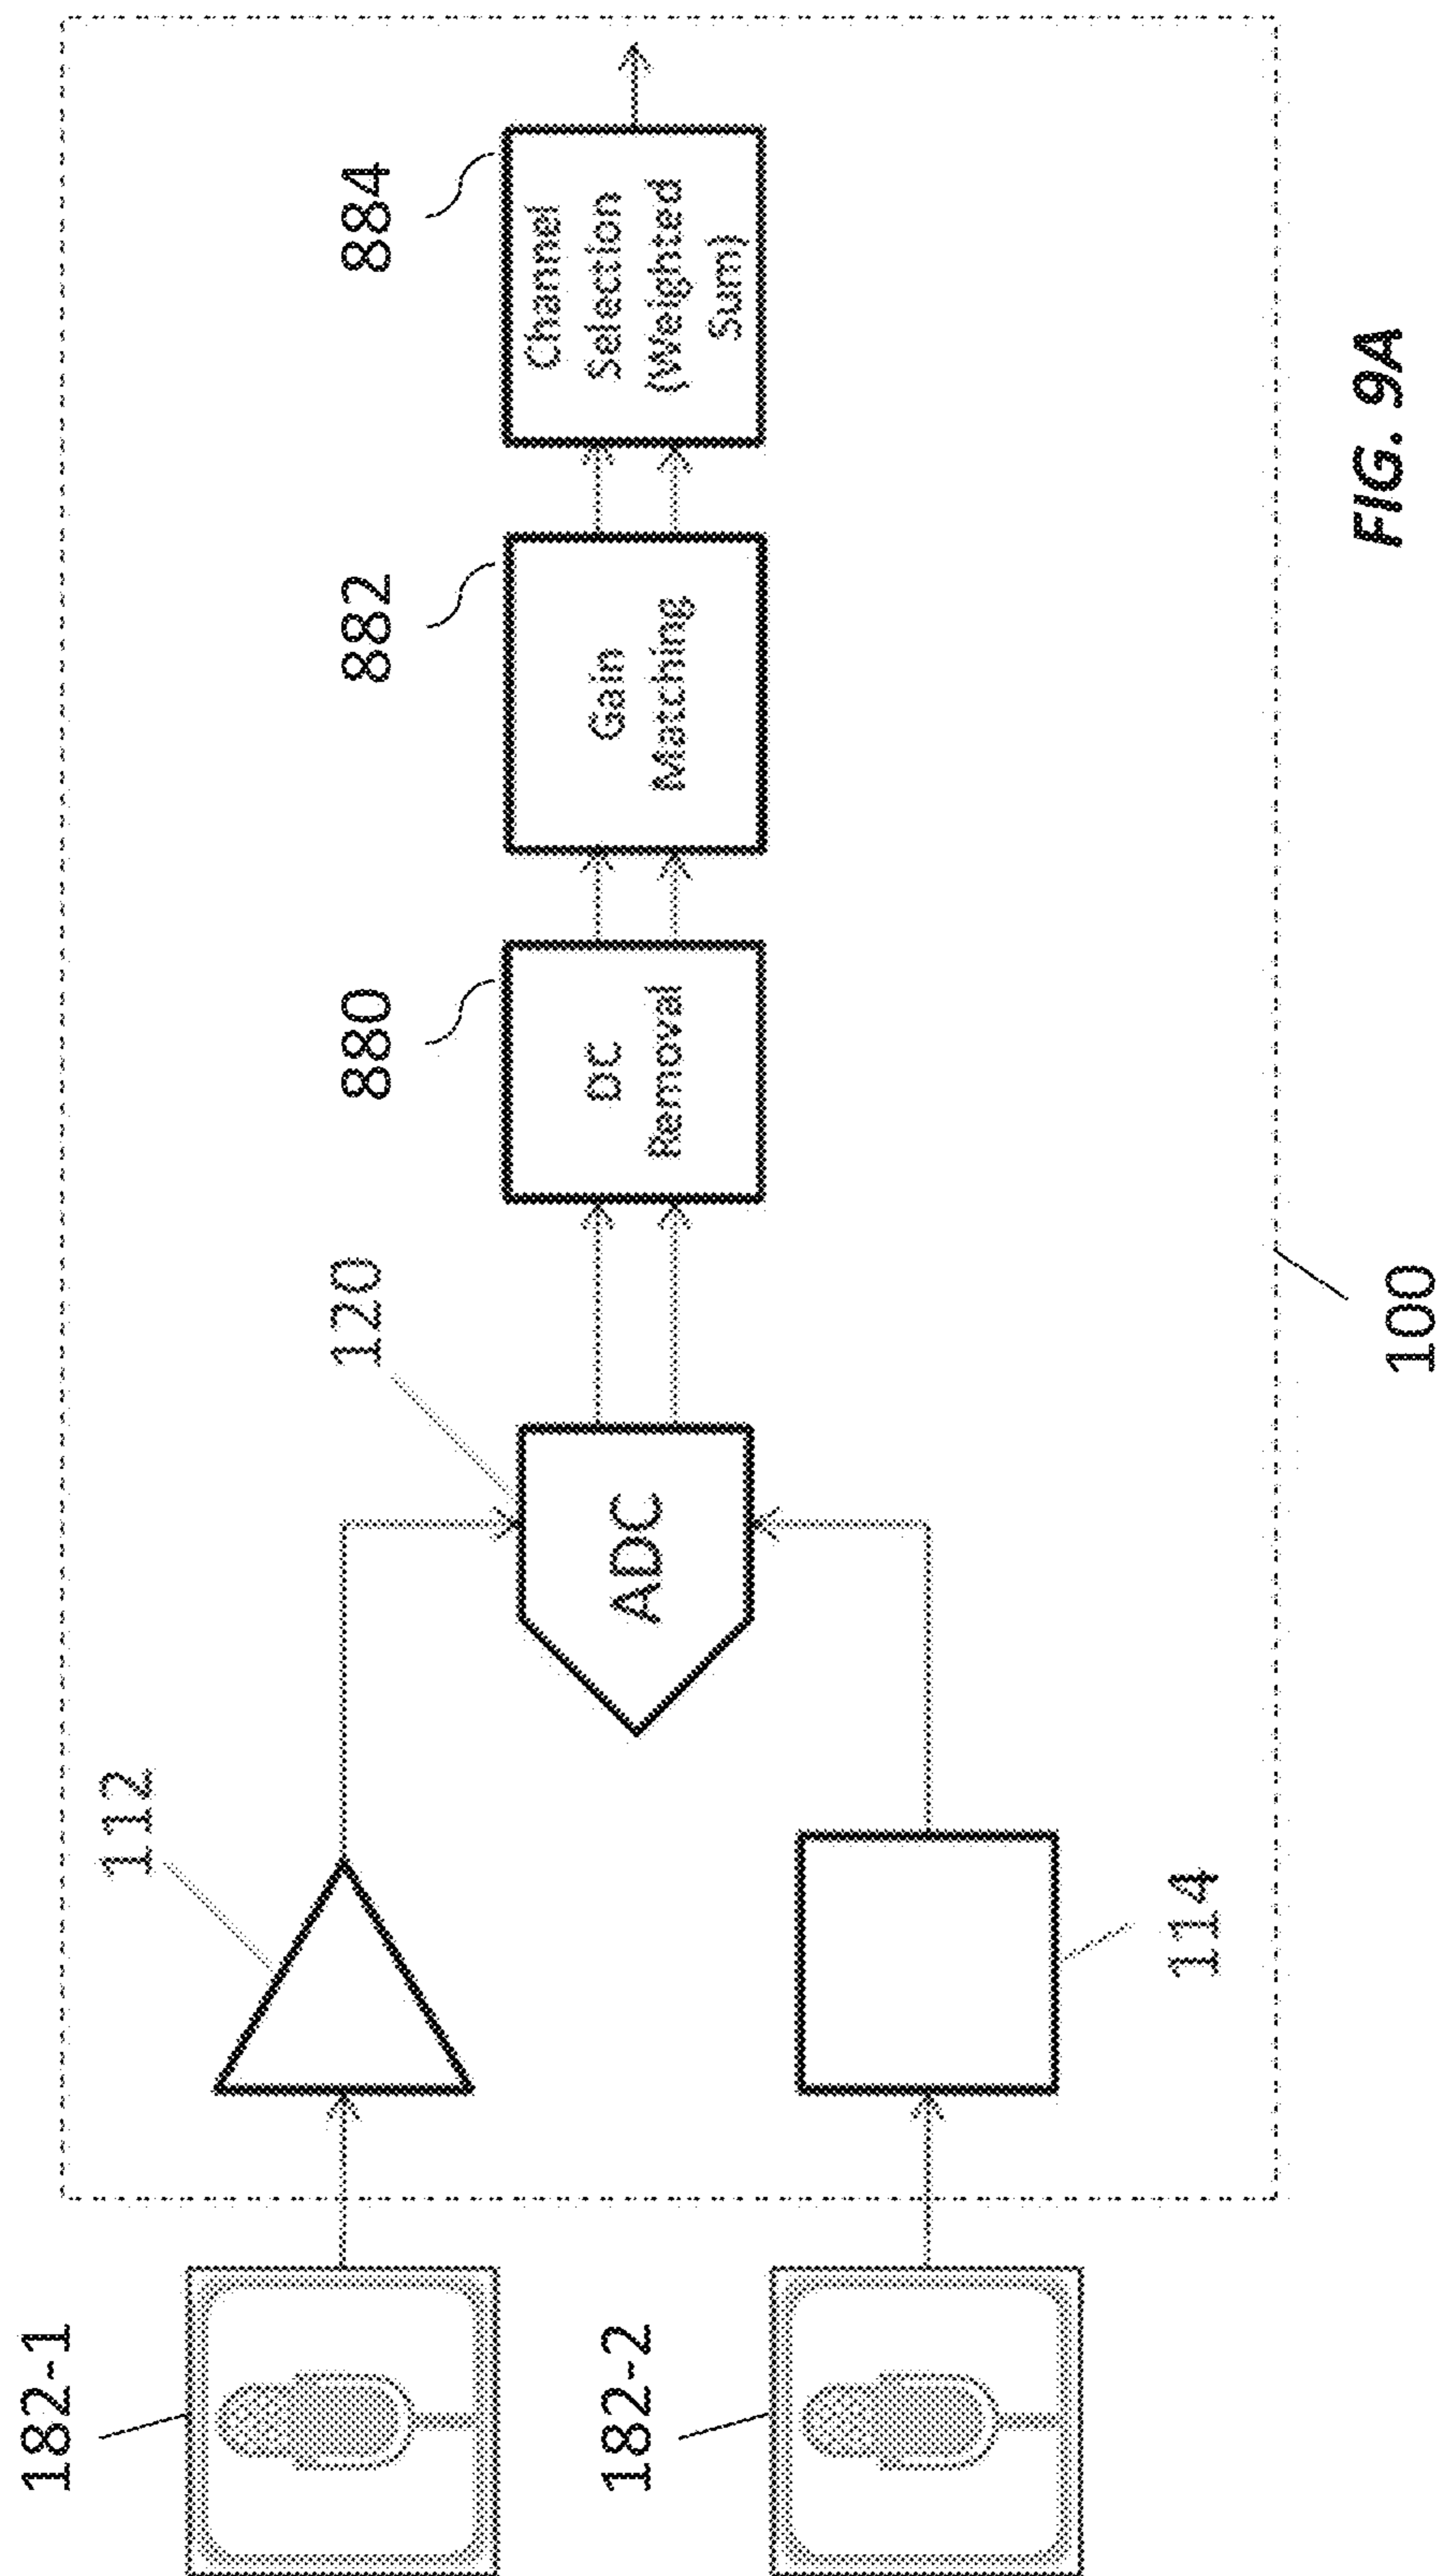 182-1
182-2
112
114
120
ADC
880
DC
Removal
882
Gain
Matching
884
Channel
Selection
(Weighted
Sum)
100
FIG. 9A